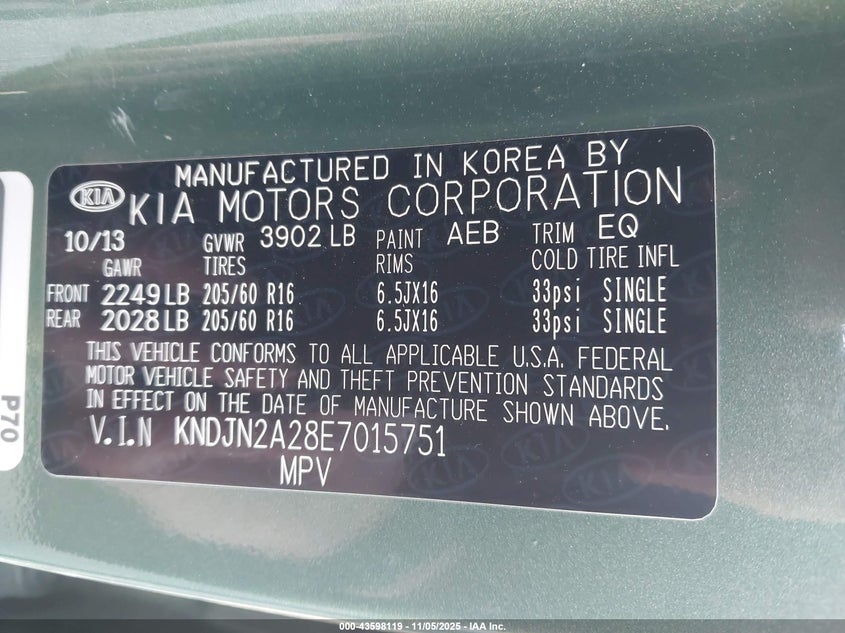 MANUFACTURED IN KOREA BY
KIA KIA MOTORS CORPORATION
10/13 GVWR 3902 LB PAINT AEB TRIM EQ
GAWR TIRES RIMS COLD TIRE INFL
FRONT 2249 LB 205/60 R16 6.5JX16 33psi SINGLE
REAR 2028 LB 205/60 R16 6.5JX16 33psi SINGLE
THIS VEHICLE CONFORMS TO ALL APPLICABLE U.S.A. FEDERAL
MOTOR VEHICLE SAFETY AND THEFT PREVENTION STANDARDS
IN EFFECT ON THE DATE OF MANUFACTURE SHOWN ABOVE.
V.I.N KNDJN2A28E7015751
MPV
P70
000-43598119 - 11/05/2025 - IAA Inc.